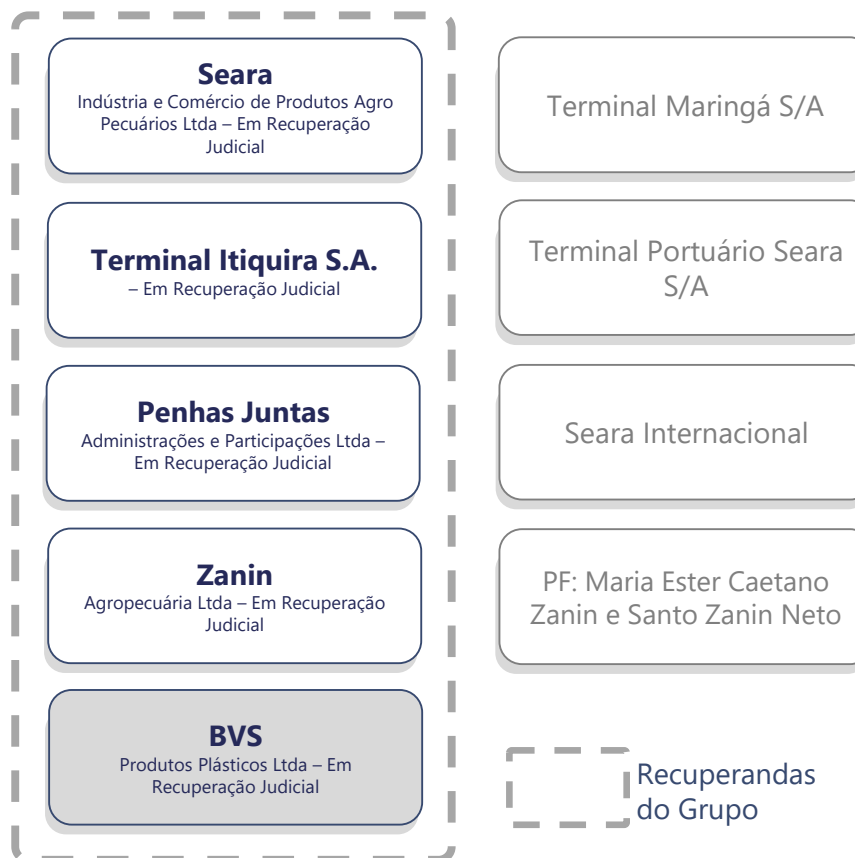 Seara
Indústria e Comércio de Produtos Agro
Pecuários Ltda – Em Recuperação
Judicial
Terminal Itiquira S.A.
– Em Recuperação Judicial
Penhas Juntas
Administrações e Participações Ltda –
Em Recuperação Judicial
Zanin
Agropecuária Ltda – Em Recuperação
Judicial
BVS
Produtos Plásticos Ltda – Em
Recuperação Judicial
Terminal Maringá S/A
Terminal Portuário Seara
S/A
Seara Internacional
PF: Maria Ester Caetano
Zanin e Santo Zanin Neto
Recuperandas
do Grupo